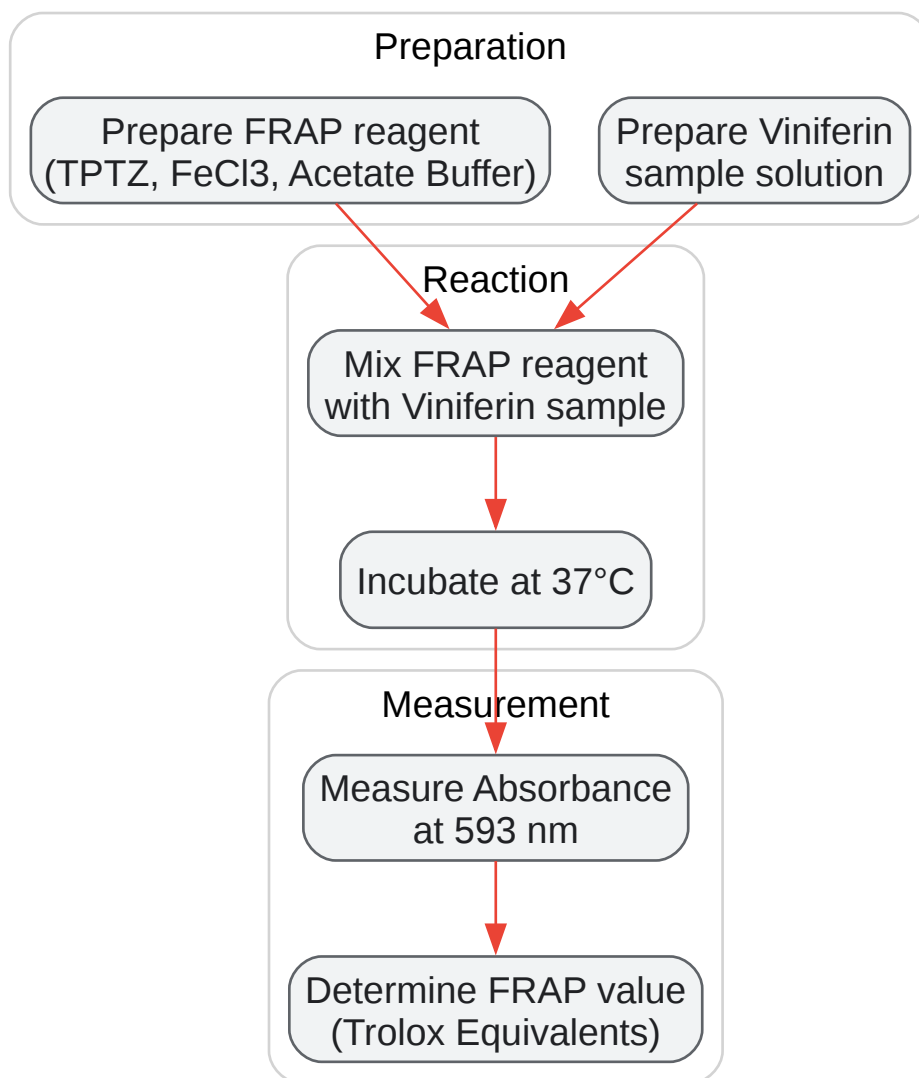 Preparation
Prepare FRAP reagent
(TPTZ, FeCl3, Acetate Buffer)
Prepare Viniferin
sample solution
Reaction
Mix FRAP reagent
with Viniferin sample
Incubate at 37°C
Measurement
Measure Absorbance
at 593 nm
Determine FRAP value
(Trolox Equivalents)